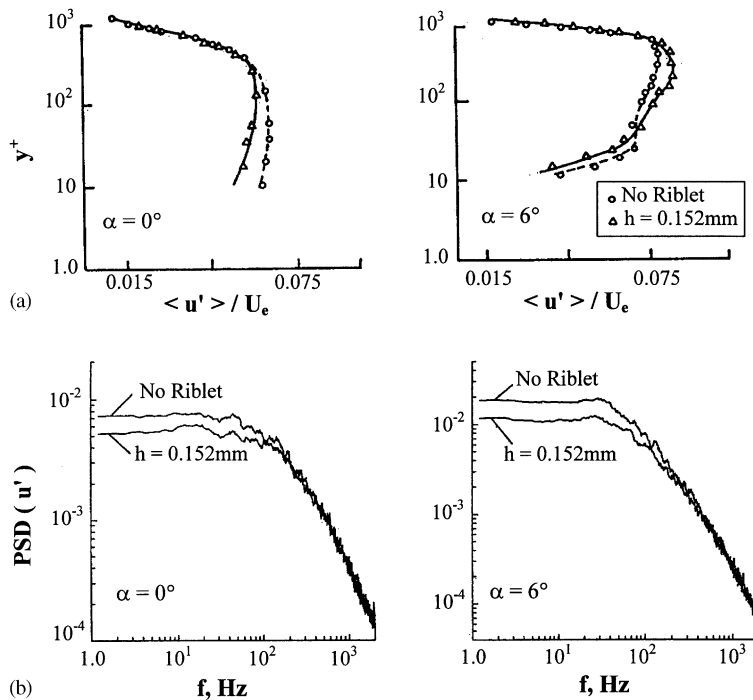 10³
10²
10
1.0
y⁺
α = 0°
0.015
0.075
< u' > / Uₑ
(a)
10³
10²
10
1.0
α = 6°
No Riblet
h = 0.152mm
0.015
0.075
< u' > / Uₑ
10⁻²
10⁻³
10⁻⁴
PSD ( u' )
No Riblet
h = 0.152mm
α = 0°
1.0
10¹
10²
10³
f, Hz
(b)
10⁻²
10⁻³
10⁻⁴
No Riblet
h = 0.152mm
α = 6°
1.0
10¹
10²
10³
f, Hz